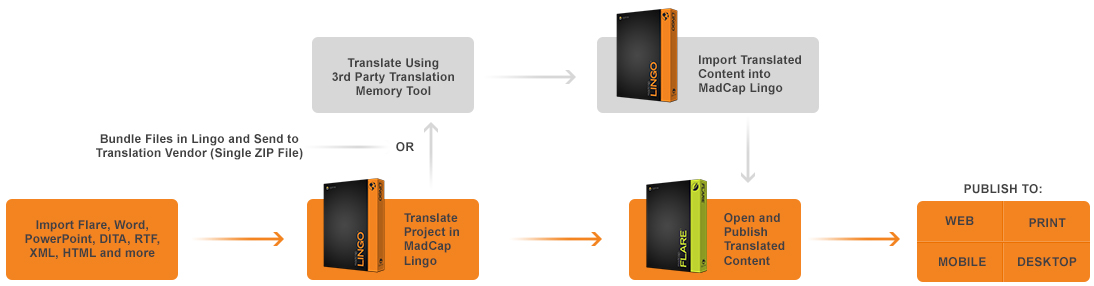 Translate Using
3rd Party Translation
Memory Tool
LINGO
Import Translated
Content into
MadCap Lingo
Bundle Files in Lingo and Send to
Translation Vendor (Single ZIP File)
OR
Import Flare, Word,
PowerPoint, DITA, RTF,
XML, HTML and more
LINGO
Translate
Project in
MadCap
Lingo
FLARE
Open and
Publish
Translated
Content
PUBLISH TO:
WEB
PRINT
MOBILE
DESKTOP